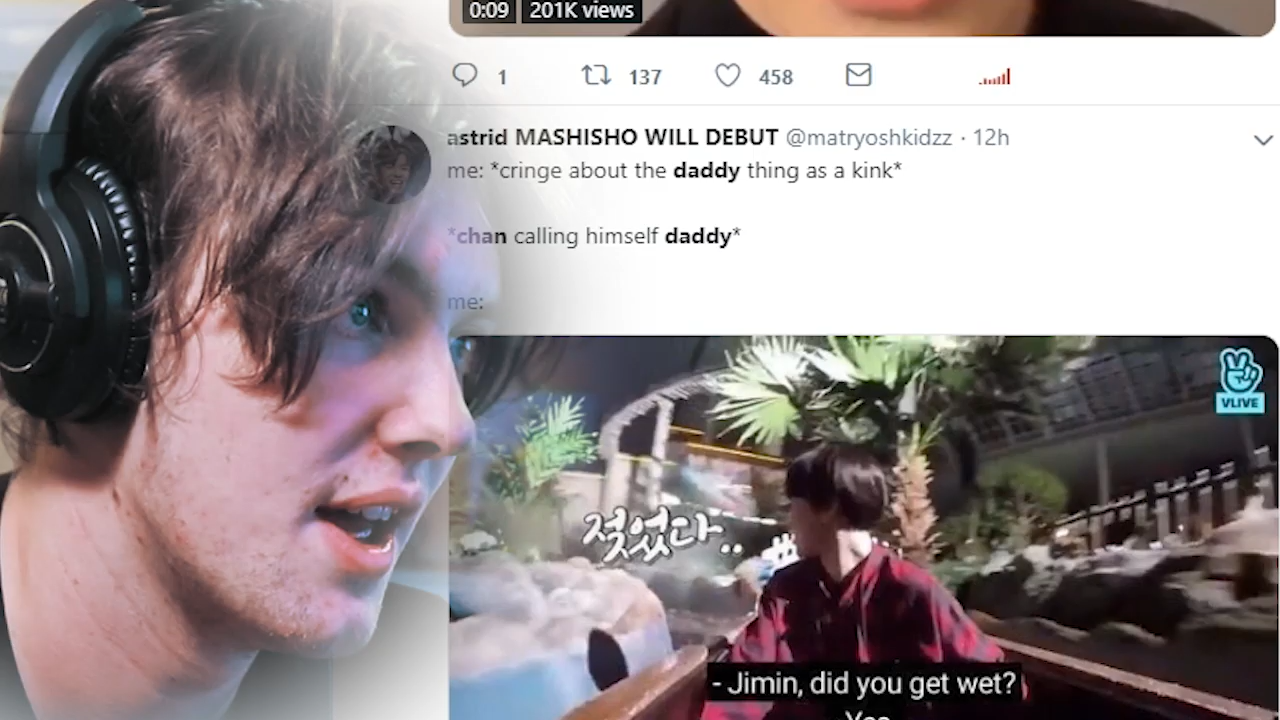 0:09 201K views
1 137 458
astrid MASHISHO WILL DEBUT @matryoshkidzz · 12h
me: *cringe about the daddy thing as a kink*
*chan calling himself daddy*
me:
VLIVE
젖었다..
- Jimin, did you get wet?
Yes